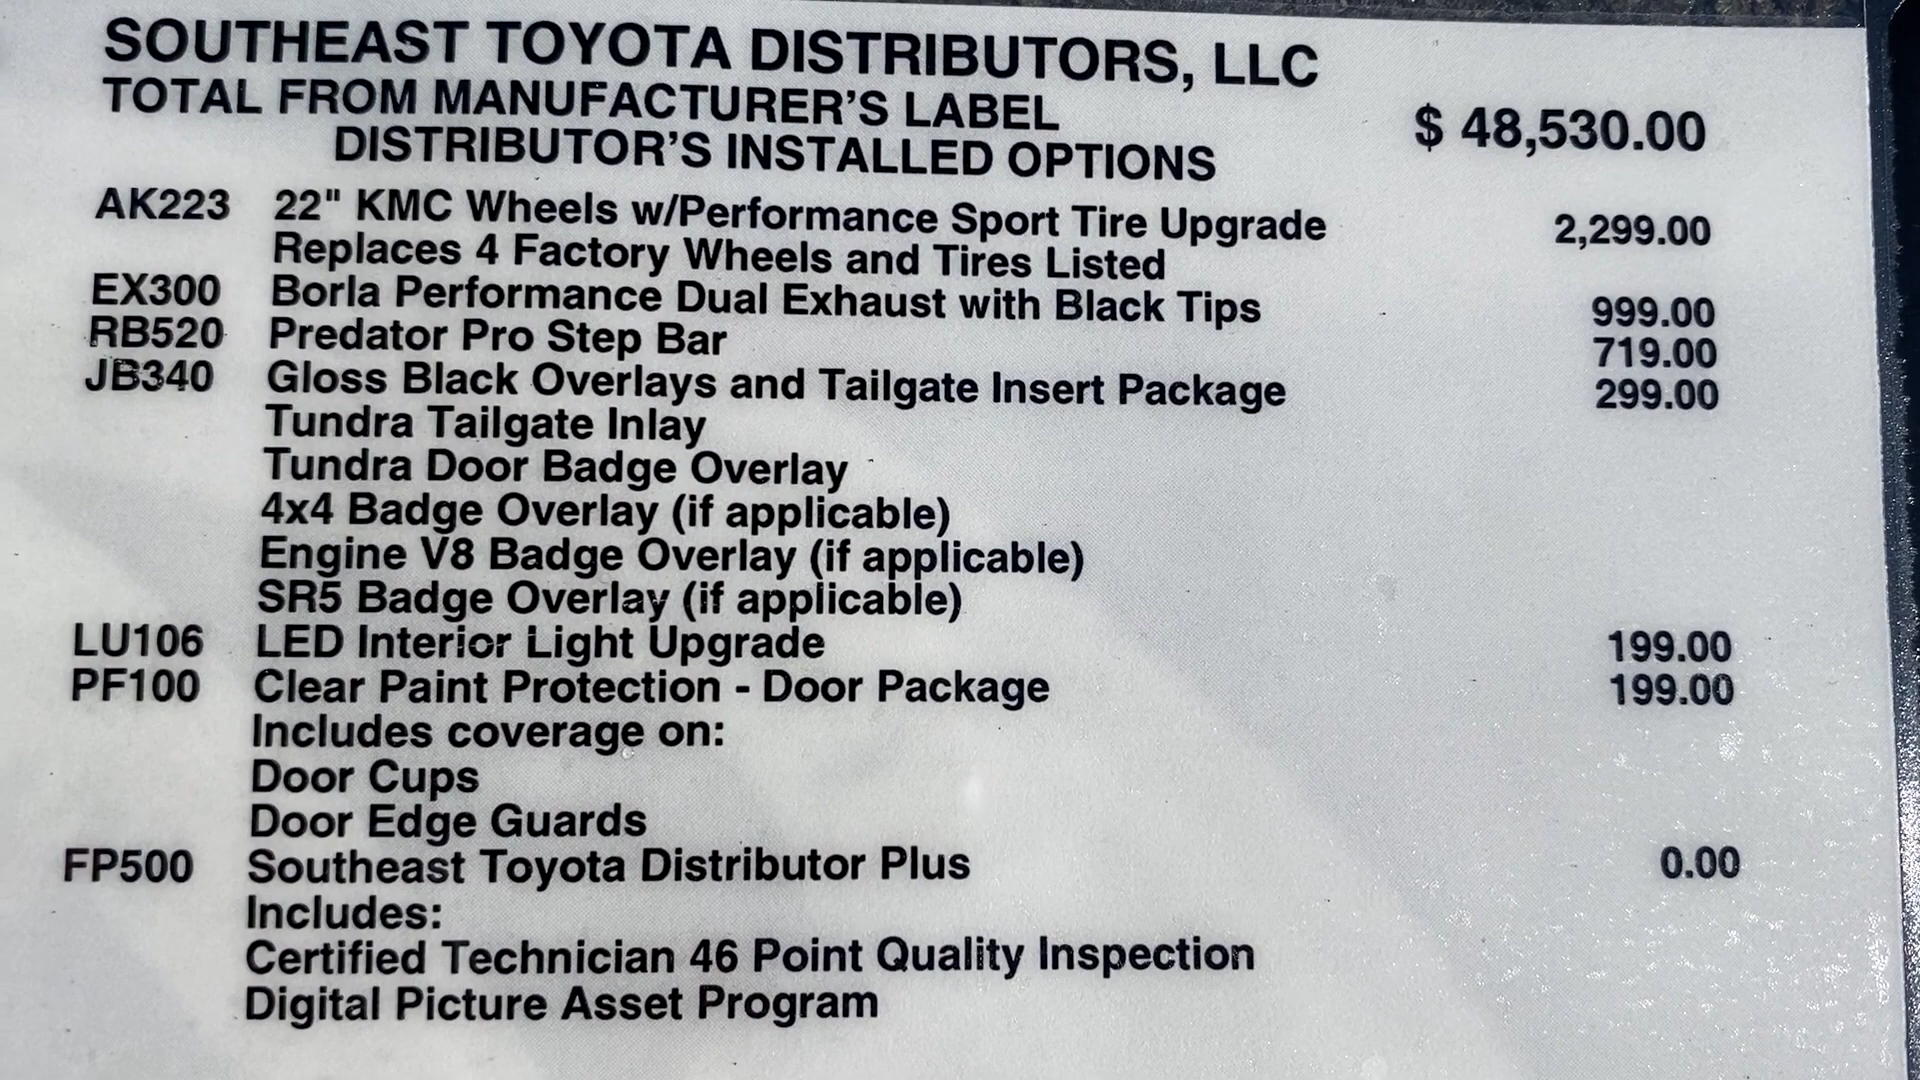 SOUTHEAST TOYOTA DISTRIBUTORS, LLC
TOTAL FROM MANUFACTURER'S LABEL $ 48,530.00
DISTRIBUTOR'S INSTALLED OPTIONS
AK223 22" KMC Wheels w/Performance Sport Tire Upgrade 2,299.00
Replaces 4 Factory Wheels and Tires Listed
EX300 Borla Performance Dual Exhaust with Black Tips 999.00
RB520 Predator Pro Step Bar 719.00
JB340 Gloss Black Overlays and Tailgate Insert Package 299.00
Tundra Tailgate Inlay
Tundra Door Badge Overlay
4x4 Badge Overlay (if applicable)
Engine V8 Badge Overlay (if applicable)
SR5 Badge Overlay (if applicable)
LU106 LED Interior Light Upgrade 199.00
PF100 Clear Paint Protection - Door Package 199.00
Includes coverage on:
Door Cups
Door Edge Guards
FP500 Southeast Toyota Distributor Plus 0.00
Includes:
Certified Technician 46 Point Quality Inspection
Digital Picture Asset Program